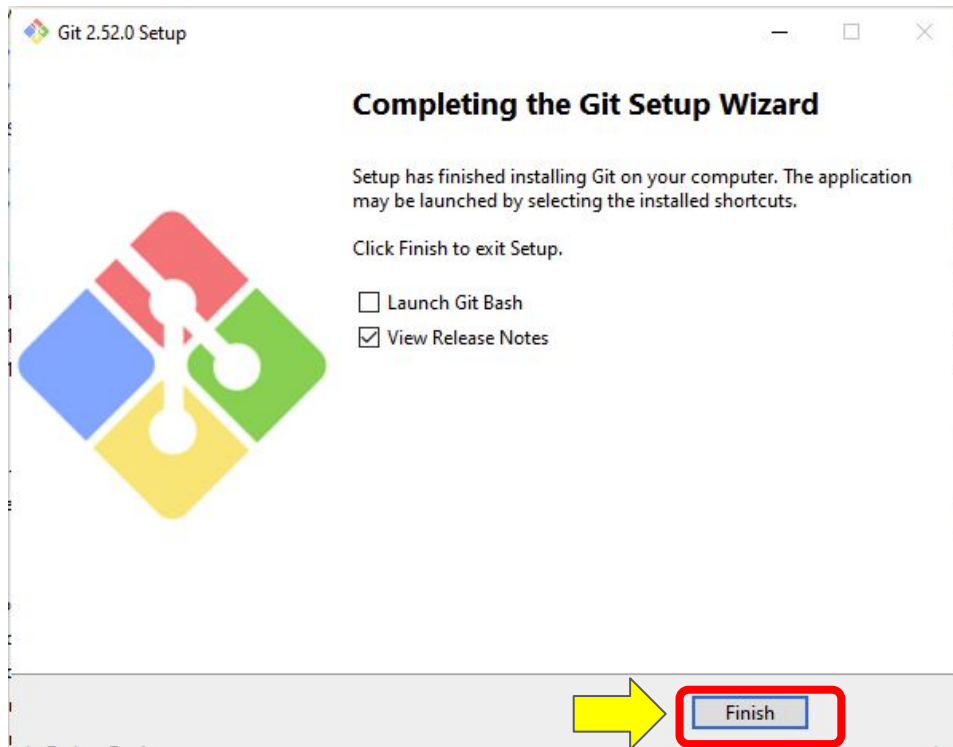 Git 2.52.0 Setup
Completing the Git Setup Wizard
Setup has finished installing Git on your computer. The application
may be launched by selecting the installed shortcuts.
Click Finish to exit Setup.
Launch Git Bash
View Release Notes
Finish